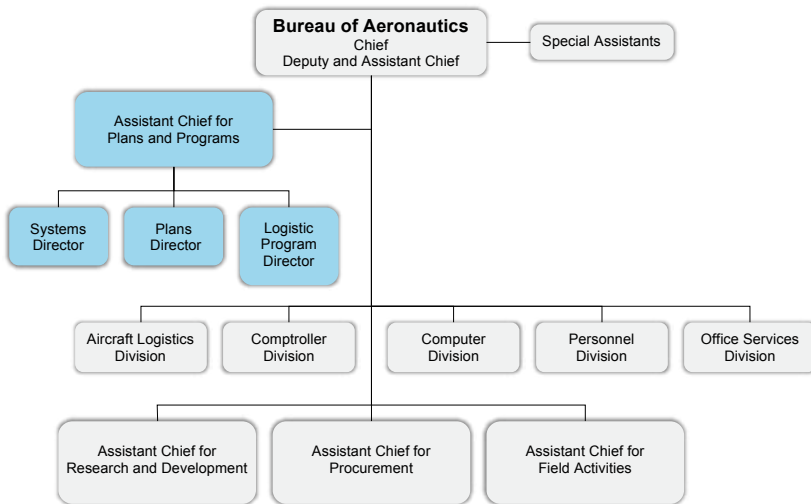 Bureau of Aeronautics
Chief
Deputy and Assistant Chief
Special Assistants
Assistant Chief for
Plans and Programs
Systems
Director
Plans
Director
Logistic
Program
Director
Aircraft Logistics
Division
Comptroller
Division
Computer
Division
Personnel
Division
Office Services
Division
Assistant Chief for
Research and Development
Assistant Chief for
Procurement
Assistant Chief for
Field Activities